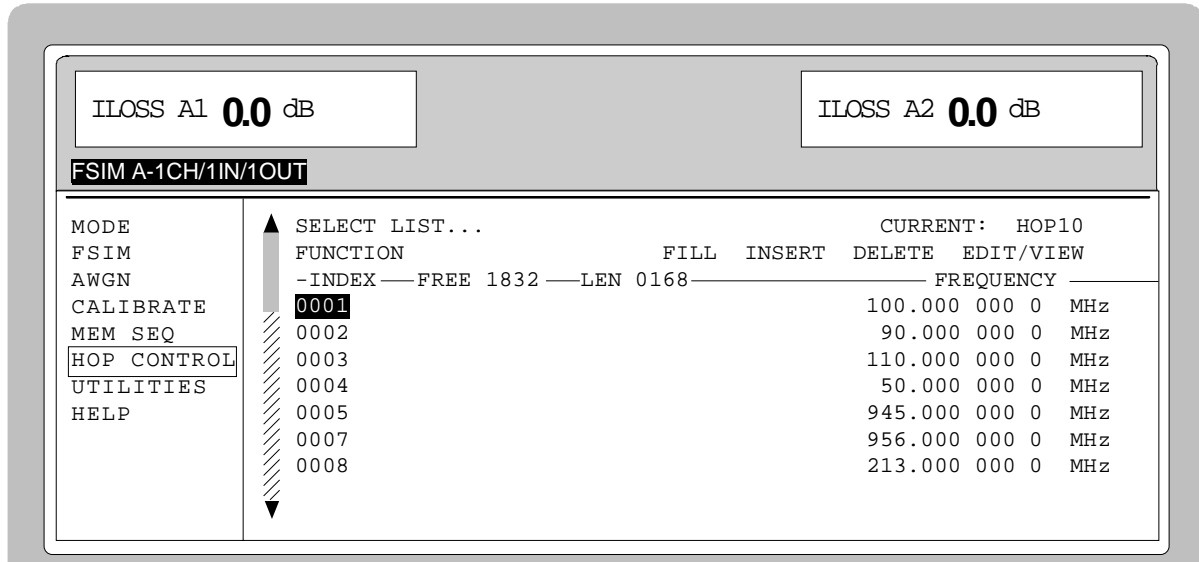 ILOSS A1 0.0 dB
ILOSS A2 0.0 dB
FSIM A-1CH/1IN/1OUT
MODE
FSIM
AWGN
CALIBRATE
MEM SEQ
HOP CONTROL
UTILITIES
HELP
SELECT LIST... CURRENT: HOP10
FUNCTION FILL INSERT DELETE EDIT/VIEW
-INDEX FREE 1832 LEN 0168 FREQUENCY
0001 100.000 000 0 MHz
0002 90.000 000 0 MHz
0003 110.000 000 0 MHz
0004 50.000 000 0 MHz
0005 945.000 000 0 MHz
0007 956.000 000 0 MHz
0008 213.000 000 0 MHz